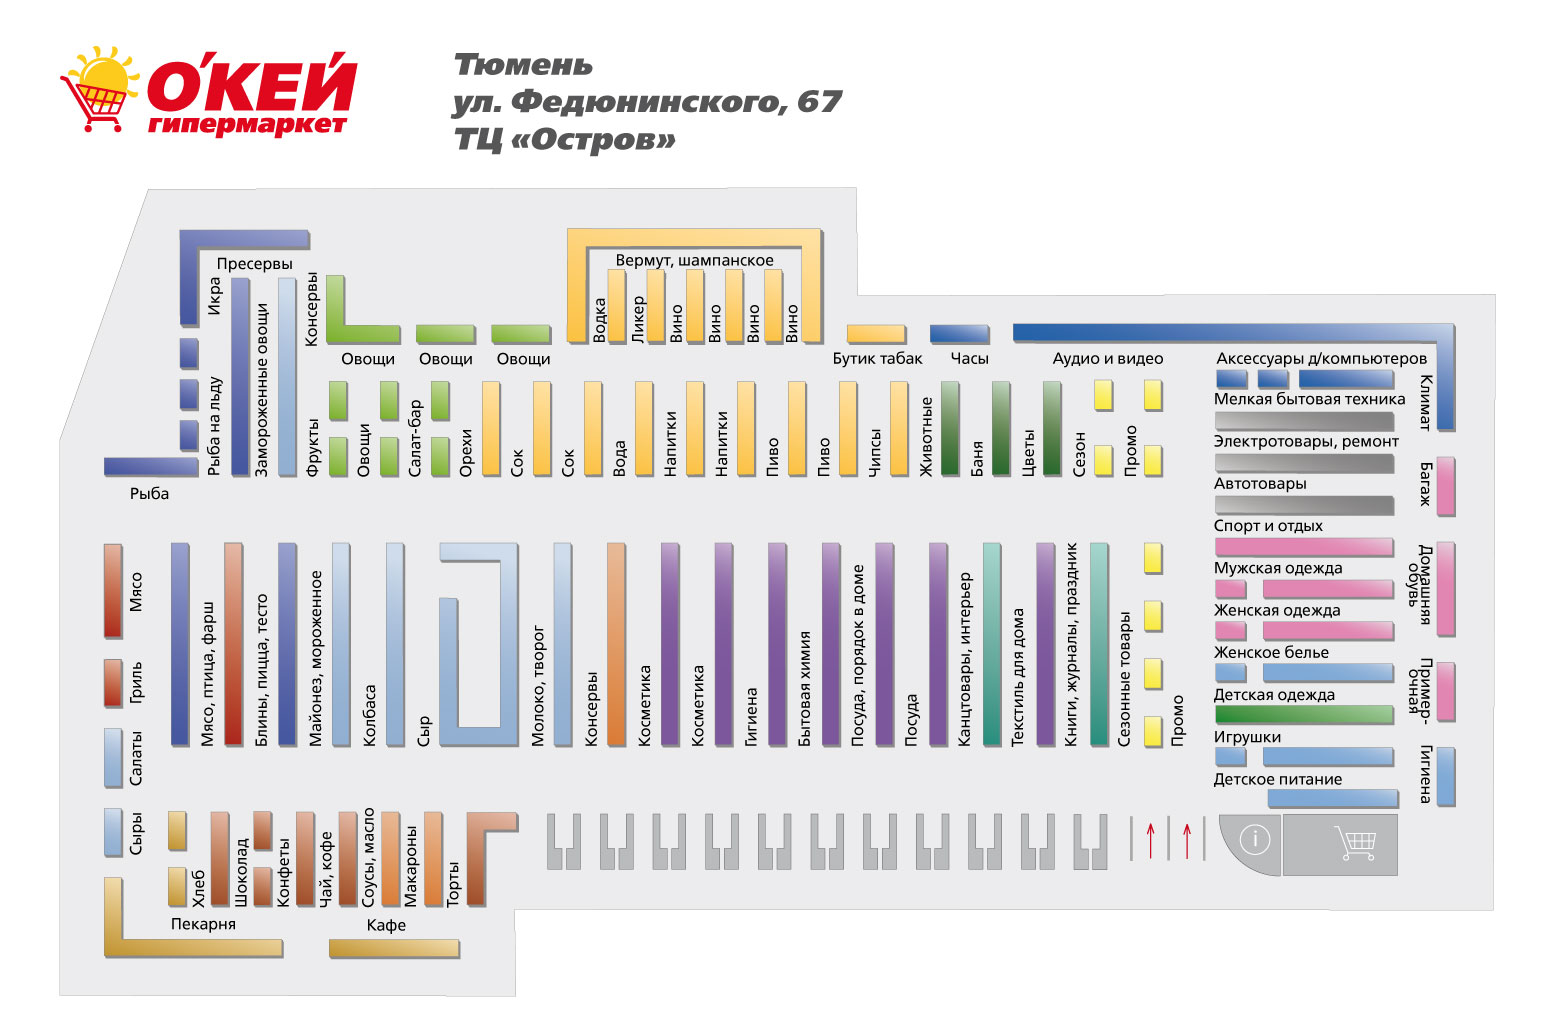 О'КЕЙ
гипермаркет
Тюмень
ул. Федюнинского, 67
ТЦ «Остров»
Пресервы
Икра
Рыба на льду
Рыба
Замороженные овощи
Консервы
Овощи
Овощи
Овощи
Вермут, шампанское
Водка
Ликер
Вино
Вино
Вино
Вино
Бутик табак
Часы
Аудио и видео
Аксессуары д/компьютеров
Климат
Фрукты
Овощи
Салат-бар
Орехи
Сок
Сок
Вода
Напитки
Напитки
Пиво
Пиво
Чипсы
Животные
Баня
Цветы
Сезон
Промо
Мелкая бытовая техника
Электротовары, ремонт
Автотовары
Спорт и отдых
Мужская одежда
Женская одежда
Женское белье
Детская одежда
Игрушки
Детское питание
Багаж
Домашняя
обувь
Пример-
очная
Гигиена
Мясо
Гриль
Салаты
Сыры
Мясо, птица, фарш
Блины, пицца, тесто
Майонез, мороженное
Колбаса
Сыр
Молоко, творог
Консервы
Косметика
Косметика
Гигиена
Бытовая химия
Посуда, порядок в доме
Посуда
Канцтовары, интерьер
Текстиль для дома
Книги, журналы, праздник
Сезонные товары
Промо
Хлеб
Шоколад
Конфеты
Чай, кофе
Соусы, масло
Макароны
Торты
Пекарня
Кафе
i